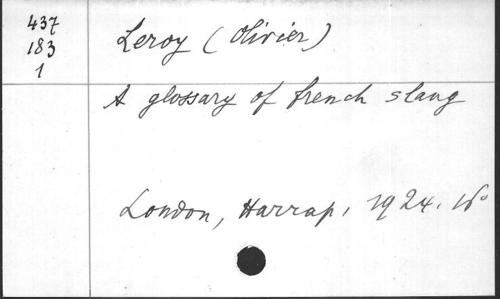 437
183
1
Leroy (Olivier)
A glossary of french slang
London, Harrap, 1924. 16°